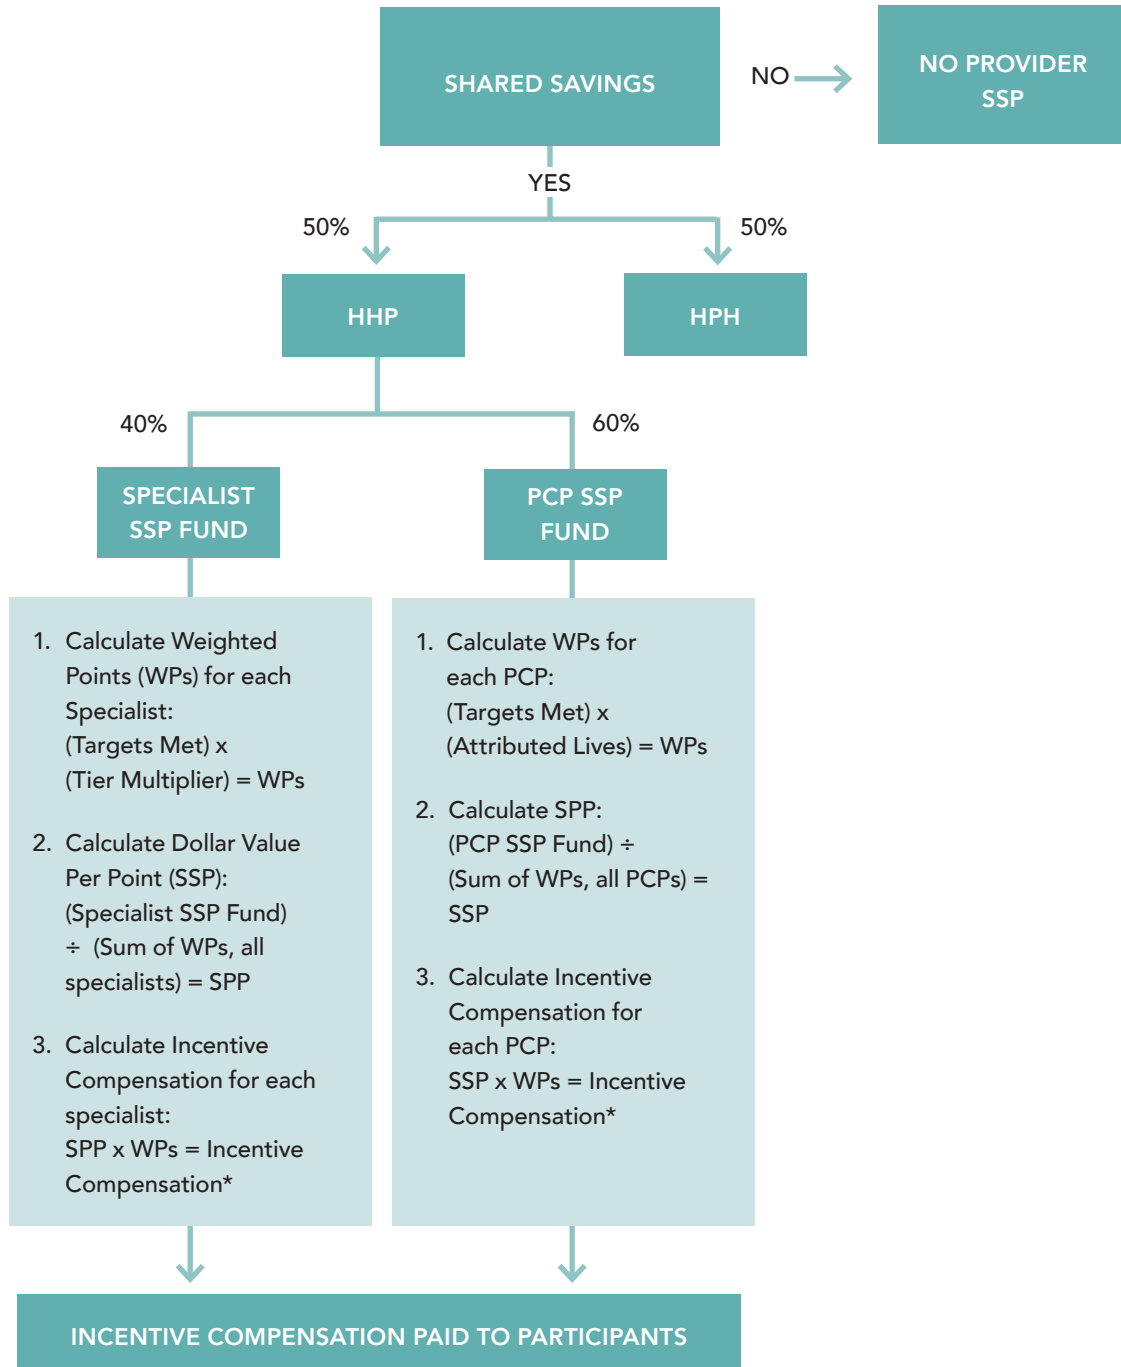 SHARED SAVINGS
NO
NO PROVIDER
SSP
YES
50%
50%
HHP
HPH
40%
60%
SPECIALIST
SSP FUND
PCP SSP
FUND
1. Calculate Weighted
Points (WPs) for each
Specialist:
(Targets Met) x
(Tier Multiplier) = WPs
2. Calculate Dollar Value
Per Point (SSP):
(Specialist SSP Fund)
÷ (Sum of WPs, all
specialists) = SPP
3. Calculate Incentive
Compensation for each
specialist:
SPP x WPs = Incentive
Compensation*
1. Calculate WPs for
each PCP:
(Targets Met) x
(Attributed Lives) = WPs
2. Calculate SPP:
(PCP SSP Fund) ÷
(Sum of WPs, all PCPs) =
SSP
3. Calculate Incentive
Compensation for
each PCP:
SSP x WPs = Incentive
Compensation*
INCENTIVE COMPENSATION PAID TO PARTICIPANTS